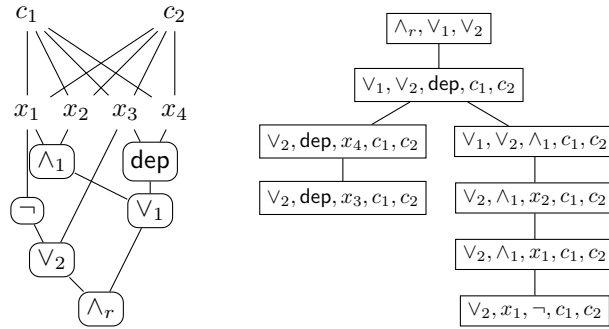 c₁ c₂
x₁ x₂ x₃ x₄
∧₁ dep
¬ ∨₁
∨₂
∧ᵣ
∧ᵣ, ∨₁, ∨₂
∨₁, ∨₂, dep, c₁, c₂
∨₂, dep, x₄, c₁, c₂
∨₂, dep, x₃, c₁, c₂
∨₁, ∨₂, ∧₁, c₁, c₂
∨₂, ∧₁, x₂, c₁, c₂
∨₂, ∧₁, x₁, c₁, c₂
∨₂, x₁, ¬, c₁, c₂